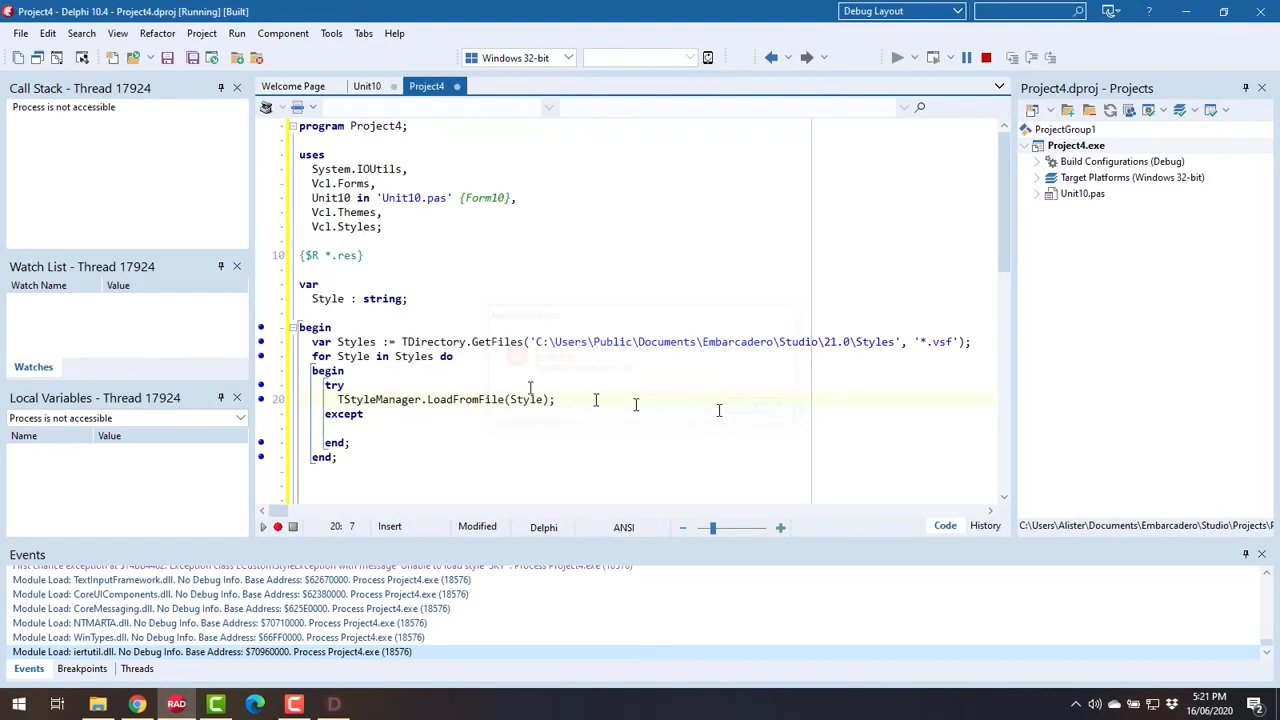 Project4 - Delphi 10.4 - Project4.dproj [Running] [Built]
Debug Layout
File Edit Search View Refactor Project Run Component Tools Tabs Help
Windows 32-bit
Call Stack - Thread 17924
Process is not accessible
Watch List - Thread 17924
Watch Name Value
Watches
Local Variables - Thread 17924
Process is not accessible
Name Value
Welcome Page Unit10 Project4
program Project4;
uses
System.IOUtils,
Vcl.Forms,
Unit10 in 'Unit10.pas' {Form10},
Vcl.Themes,
Vcl.Styles;
10 {$R *.res}
var
Style : string;
begin
var Styles := TDirectory.GetFiles('C:\Users\Public\Documents\Embarcadero\Studio\21.0\Styles', '*.vsf');
for Style in Styles do
begin
try
20 TStyleManager.LoadFromFile(Style);
except
end;
end;
20: 7 Insert Modified Delphi ANSI Code History
Project4.dproj - Projects
ProjectGroup1
Project4.exe
Build Configurations (Debug)
Target Platforms (Windows 32-bit)
Unit10.pas
C:\Users\Alister\Documents\Embarcadero\Studio\Projects\F
Events
Module Load: TextInputFramework.dll. No Debug Info. Base Address: $62670000. Process Project4.exe (18576)
Module Load: CoreUIComponents.dll. No Debug Info. Base Address: $62380000. Process Project4.exe (18576)
Module Load: CoreMessaging.dll. No Debug Info. Base Address: $625E0000. Process Project4.exe (18576)
Module Load: NTMARTA.dll. No Debug Info. Base Address: $70710000. Process Project4.exe (18576)
Module Load: WinTypes.dll. No Debug Info. Base Address: $66FF0000. Process Project4.exe (18576)
Module Load: iertutil.dll. No Debug Info. Base Address: $70960000. Process Project4.exe (18576)
Events Breakpoints Threads
RAD
5:21 PM
16/06/2020
2